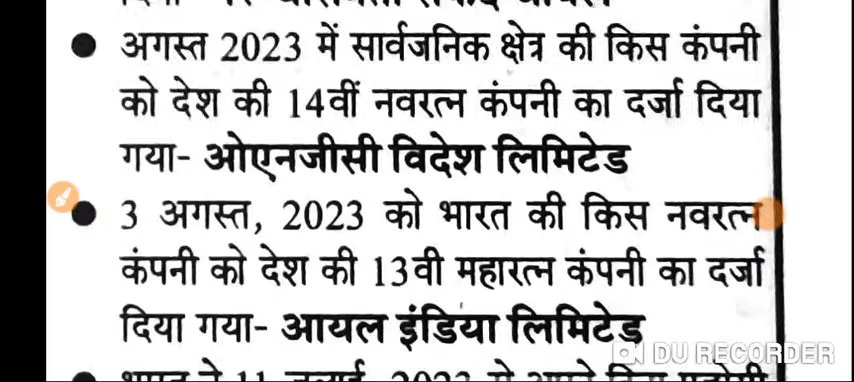 ● अगस्त 2023 में सार्वजनिक क्षेत्र की किस कंपनी
को देश की 14वीं नवरत्न कंपनी का दर्जा दिया
गया- ओएनजीसी विदेश लिमिटेड
● 3 अगस्त, 2023 को भारत की किस नवरत्न
कंपनी को देश की 13वी महारत्न कंपनी का दर्जा
दिया गया- आयल इंडिया लिमिटेड
DU RECORDER